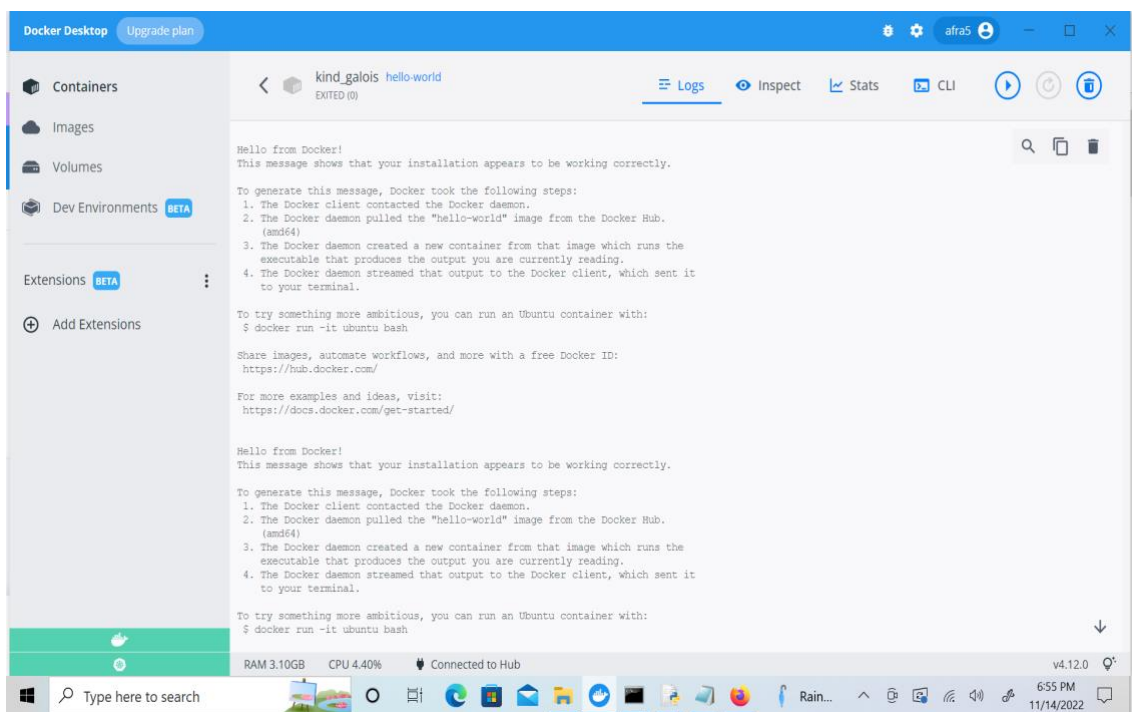 Docker Desktop Upgrade plan afra5
Containers
Images
Volumes
Dev Environments BETA
Extensions BETA
Add Extensions
kind_galois hello-world
EXITED (0)
Logs Inspect Stats CLI
Hello from Docker!
This message shows that your installation appears to be working correctly.
To generate this message, Docker took the following steps:
1. The Docker client contacted the Docker daemon.
2. The Docker daemon pulled the "hello-world" image from the Docker Hub.
(amd64)
3. The Docker daemon created a new container from that image which runs the
executable that produces the output you are currently reading.
4. The Docker daemon streamed that output to the Docker client, which sent it
to your terminal.
To try something more ambitious, you can run an Ubuntu container with:
$ docker run -it ubuntu bash
Share images, automate workflows, and more with a free Docker ID:
https://hub.docker.com/
For more examples and ideas, visit:
https://docs.docker.com/get-started/
Hello from Docker!
This message shows that your installation appears to be working correctly.
To generate this message, Docker took the following steps:
1. The Docker client contacted the Docker daemon.
2. The Docker daemon pulled the "hello-world" image from the Docker Hub.
(amd64)
3. The Docker daemon created a new container from that image which runs the
executable that produces the output you are currently reading.
4. The Docker daemon streamed that output to the Docker client, which sent it
to your terminal.
To try something more ambitious, you can run an Ubuntu container with:
$ docker run -it ubuntu bash
RAM 3.10GB CPU 4.40% Connected to Hub v4.12.0
Type here to search Rain... 6:55 PM
11/14/2022